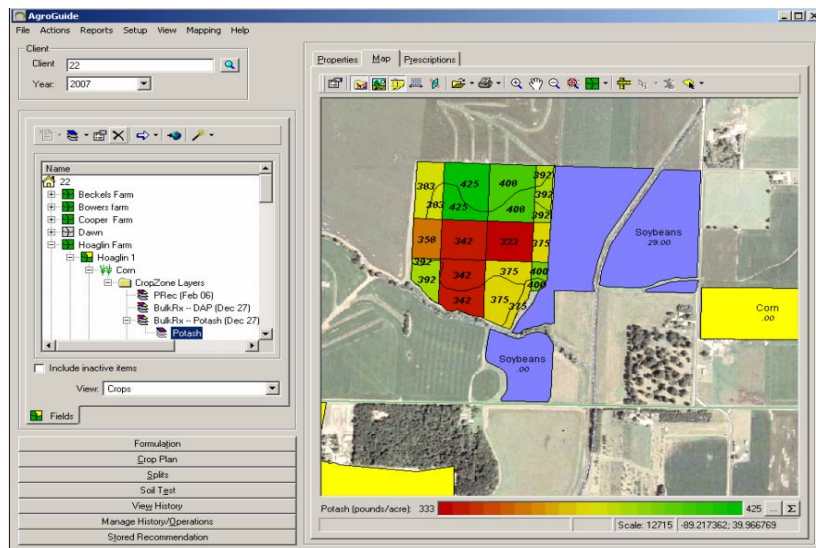 AgroGuide
File Actions Reports Setup View Mapping Help
Client
Client 22
Year: 2007
Name
22
Beckels Farm
Bowers farm
Cooper Farm
Dawn
Hoaglin Farm
Hoaglin 1
Corn
CropZone Layers
PRec (Feb 06)
BulkRx -- DAP (Dec 27)
BulkRx -- Potash (Dec 27)
Potash
Include inactive items
View: Crops
Fields
Formulation
Crop Plan
Splits
Soil Test
View History
Manage History/Operations
Stored Recommendation
Properties Map Prescriptions
383 425 408 392
383 425 408 392
392
350 342 333 375
392 342 375 400
392 400
342 375 375
Soybeans
29.00
Corn
.00
Soybeans
.00
Potash (pounds/acre): 333 425 ... Σ
Scale: 12715 -89.217362; 39.966769